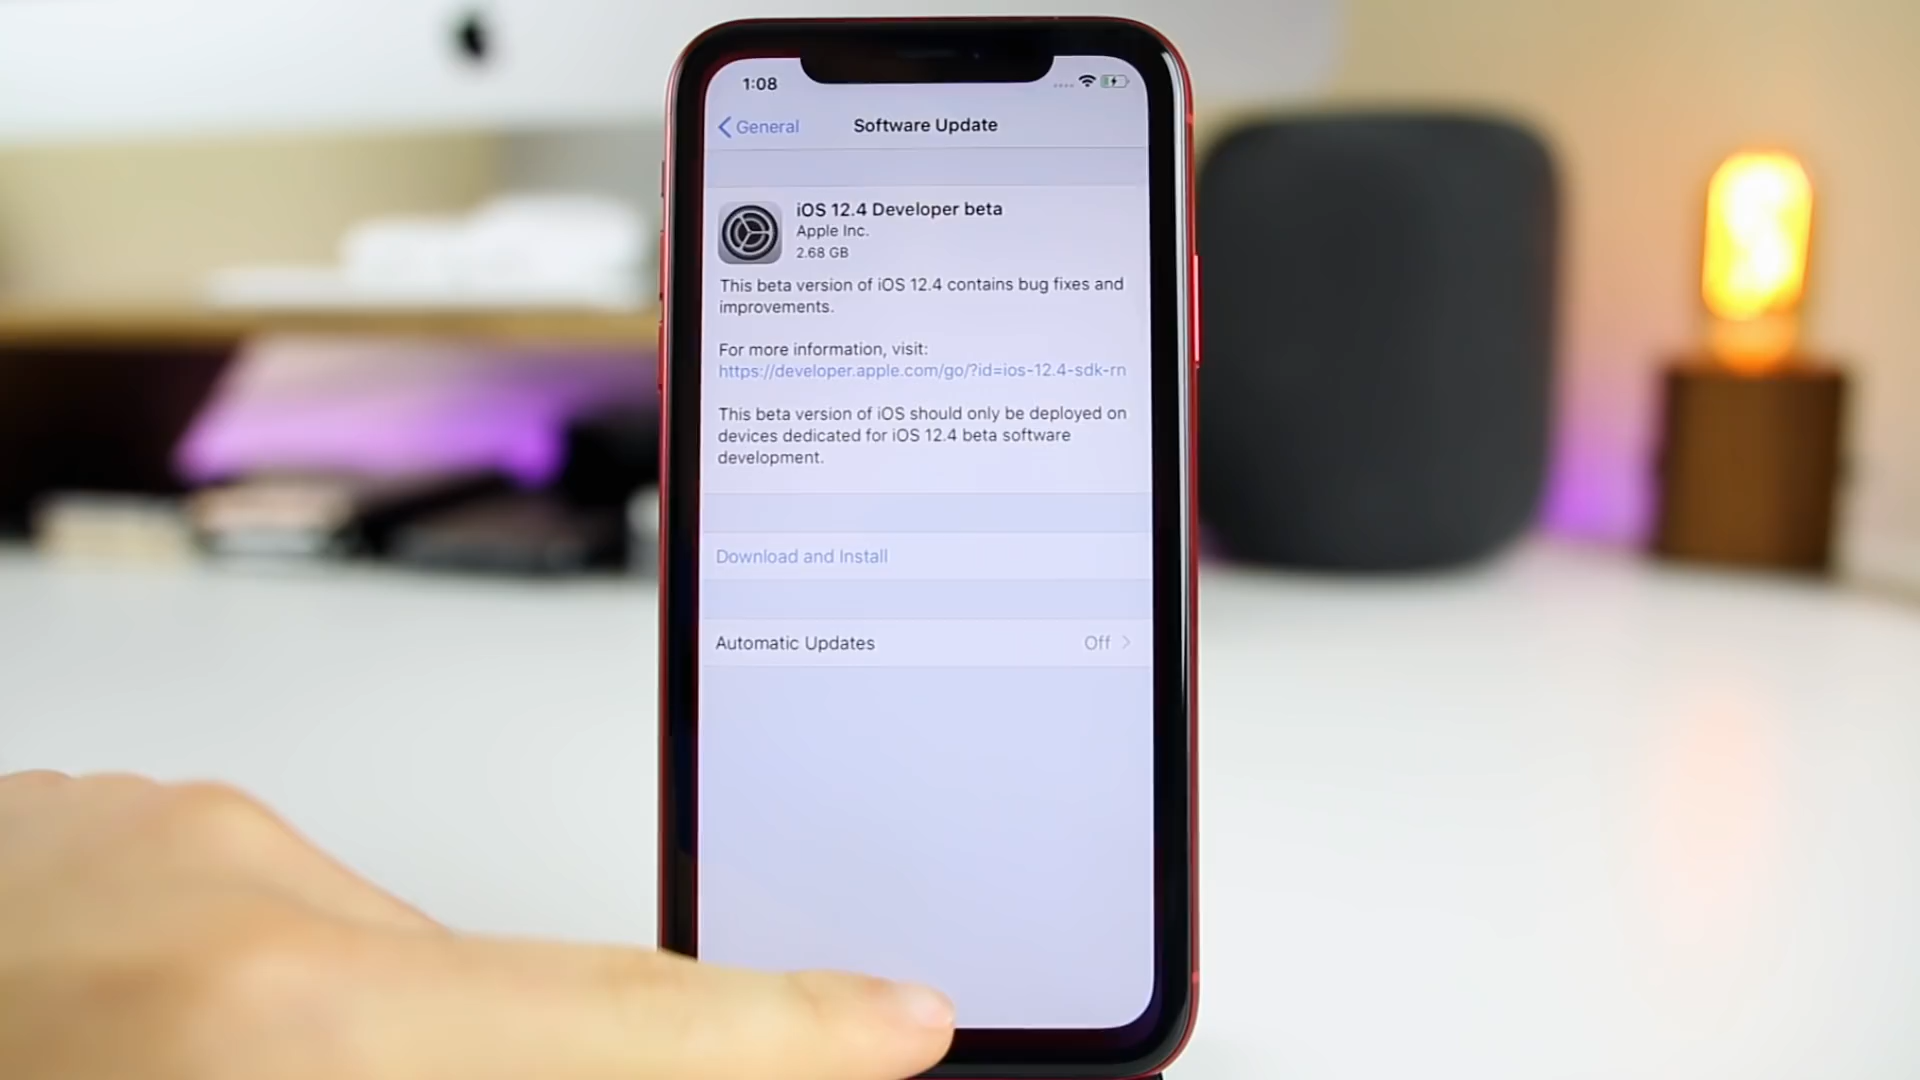 1:08
General
Software Update
iOS 12.4 Developer beta
Apple Inc.
2.68 GB
This beta version of iOS 12.4 contains bug fixes and
improvements.
For more information, visit:
https://developer.apple.com/go/?id=ios-12.4-sdk-rn
This beta version of iOS should only be deployed on
devices dedicated for iOS 12.4 beta software
development.
Download and Install
Automatic Updates Off